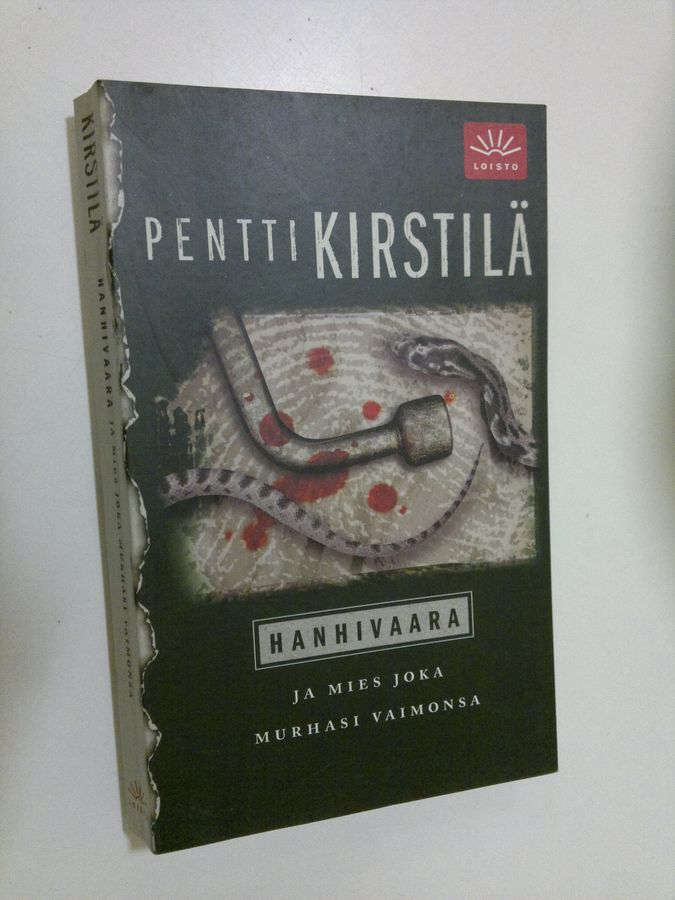 LOISTO
PENTTI KIRSTILÄ
HANHIVAARA
JA MIES JOKA
MURHASI VAIMONSA
KIRSTILÄ
HANHIVAARA JA MIES JOKA MURHASI VAIMONSA